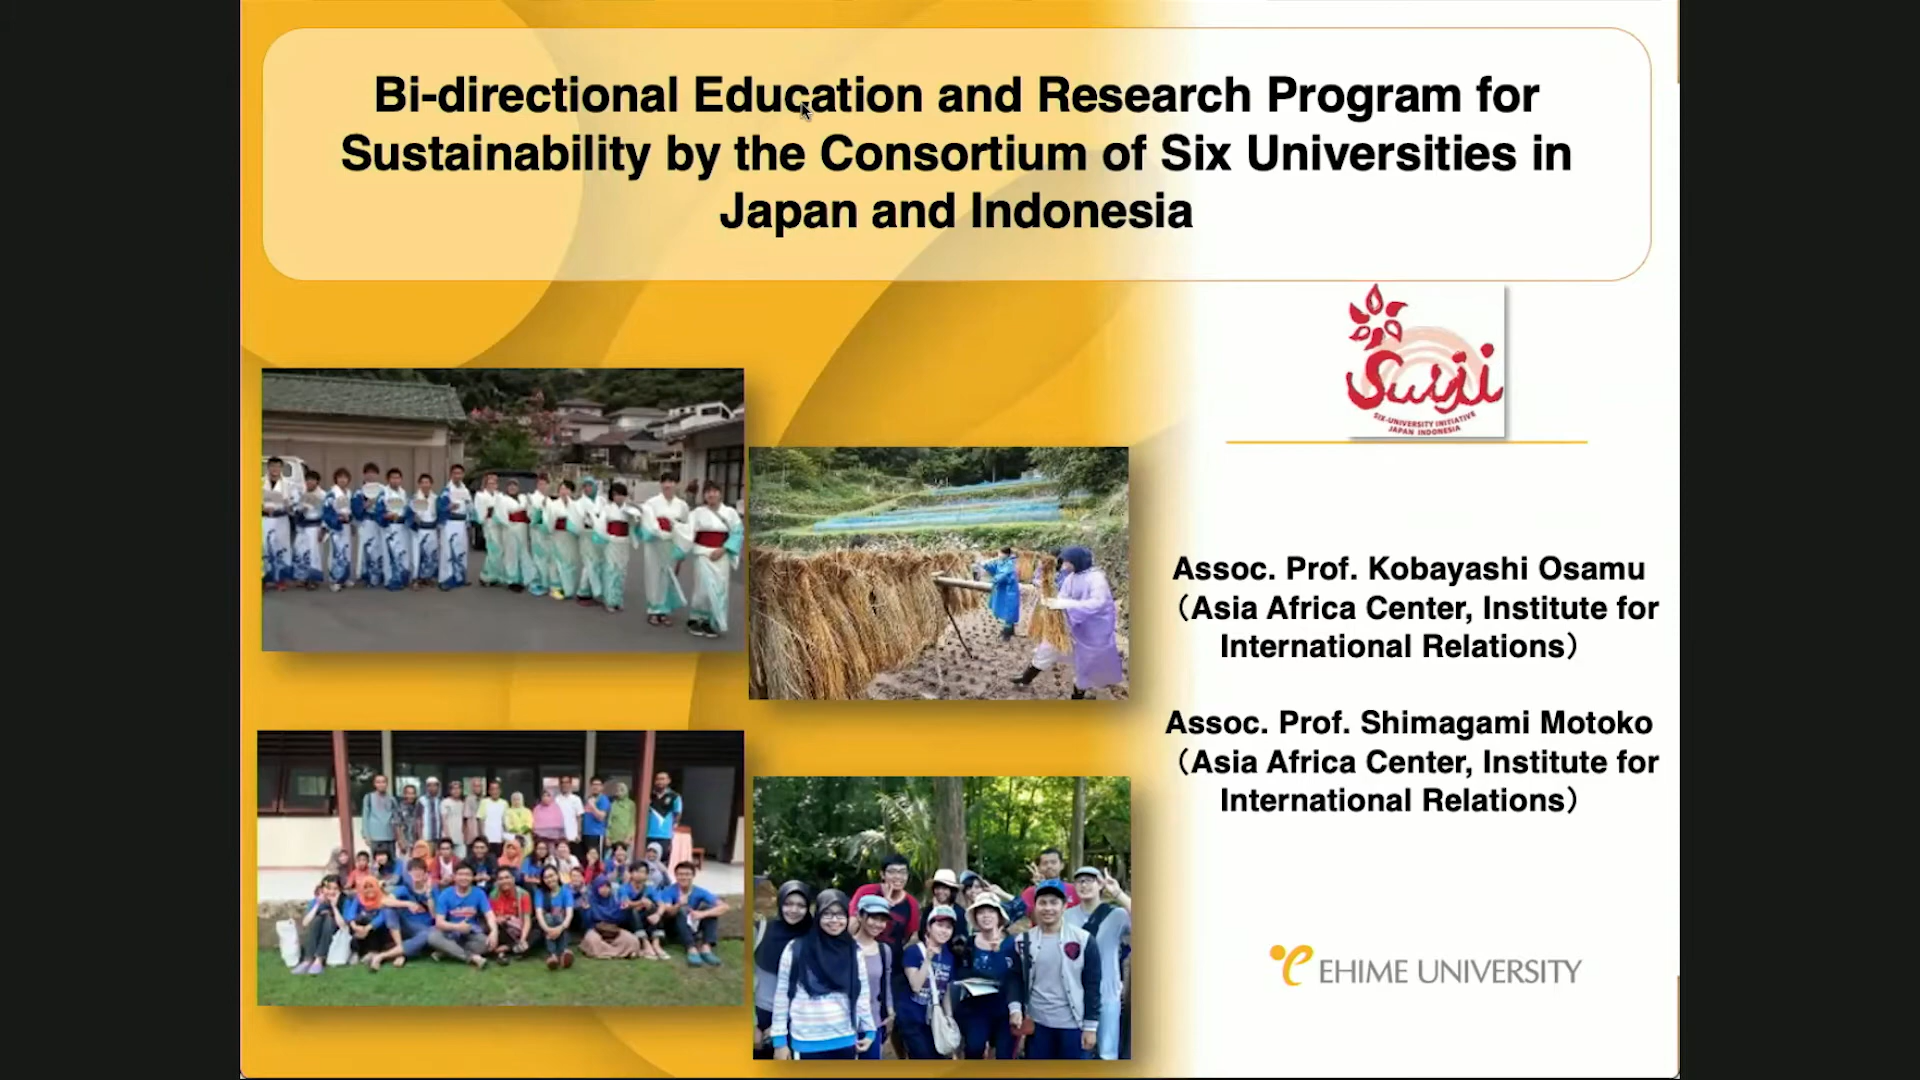 Bi-directional Education and Research Program for
Sustainability by the Consortium of Six Universities in
Japan and Indonesia
Suiji
SIX-UNIVERSITY INITIATIVE
JAPAN INDONESIA
Assoc. Prof. Kobayashi Osamu
（Asia Africa Center, Institute for
International Relations）
Assoc. Prof. Shimagami Motoko
（Asia Africa Center, Institute for
International Relations）
EHIME UNIVERSITY